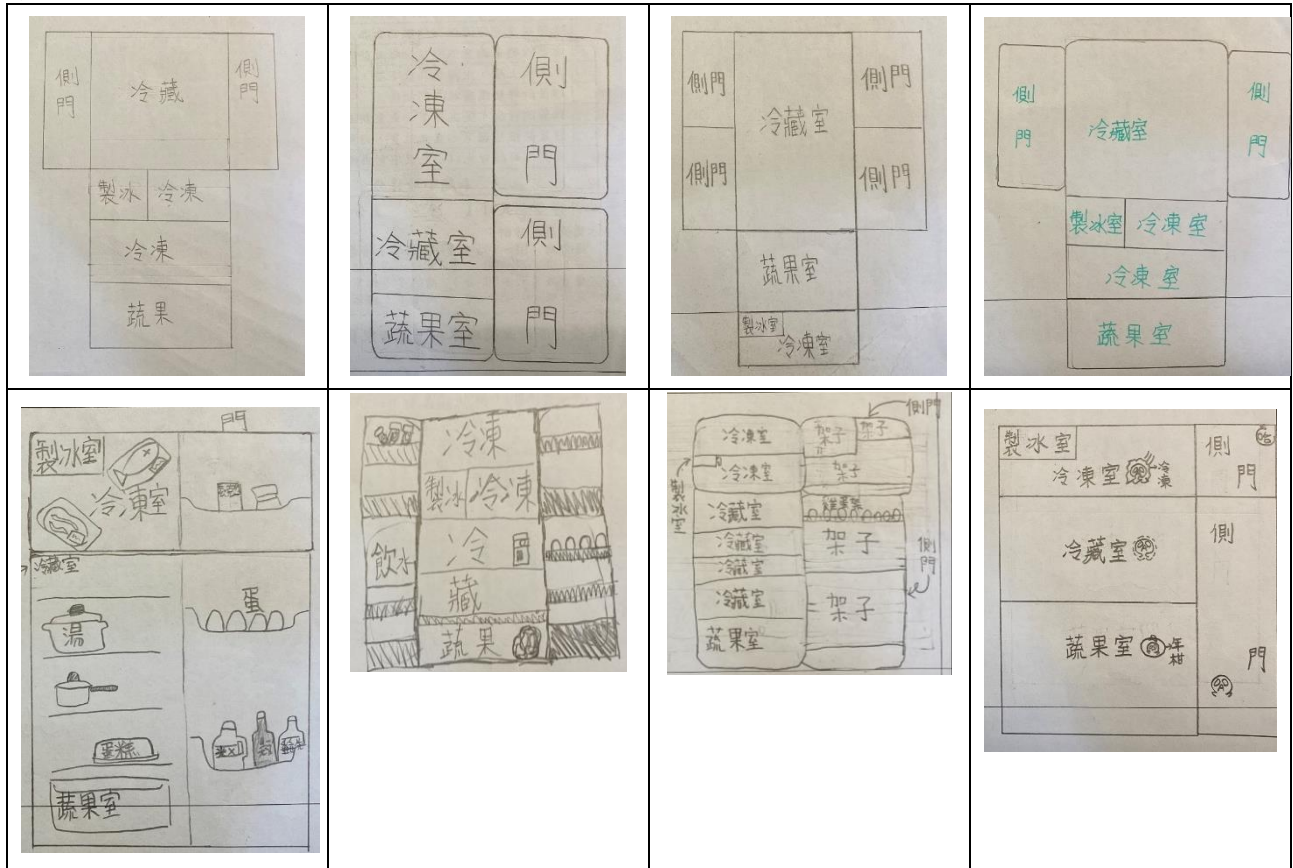 側門
冷藏
側門
製冰
冷凍
冷凍
蔬果
冷凍室
側門
冷藏室
側門
蔬果室
側門
冷藏室
側門
側門
側門
蔬果室
製冰室
冷凍室
側門
冷藏室
側門
製冰室
冷凍室
冷凍室
蔬果室
門
製冰室
冷凍室
冷藏室
湯
蛋
蛋糕
蔬果室
冷凍
製冰
冷凍
冷藏
飲水
蔬果
側門
冷凍室
架子
架子
冷凍室
架子
製冰室
冷藏室
冷藏室
架子
冷藏室
側門
冷藏室
架子
蔬果室
製冰室
側門
冷凍室
冷凍
冷藏室
側門
蔬果室